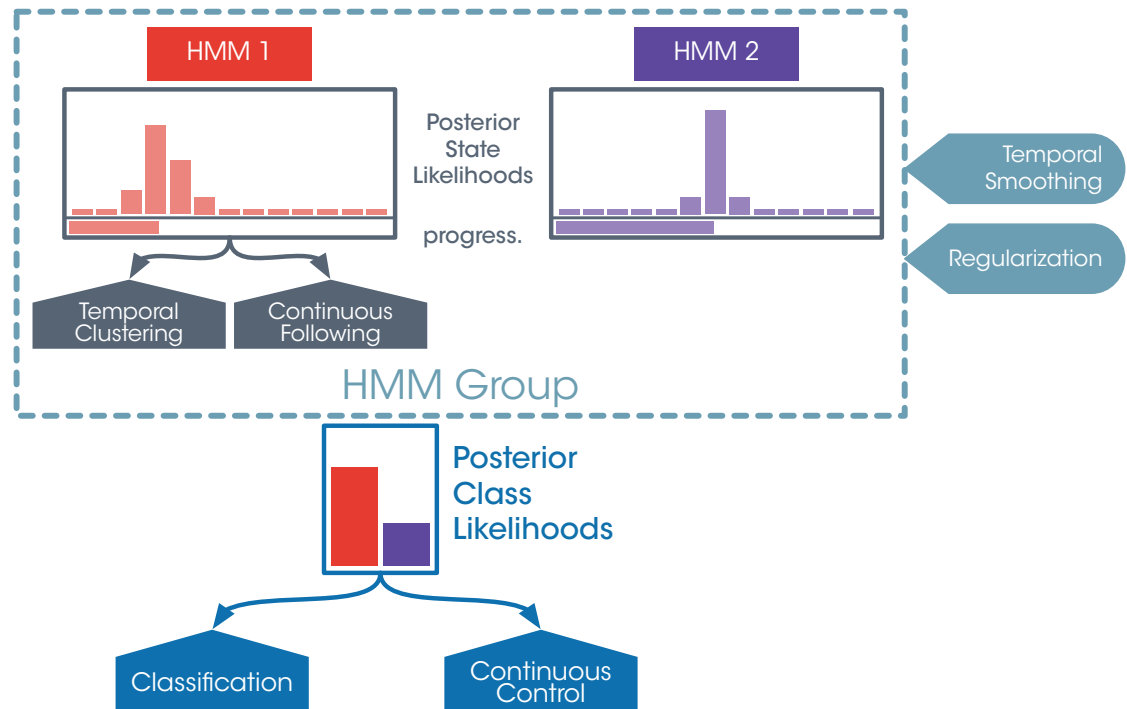 HMM 1
HMM 2
Posterior
State
Likelihoods
progress.
Temporal
Smoothing
Regularization
Temporal
Clustering
Continuous
Following
HMM Group
Posterior
Class
Likelihoods
Classification
Continuous
Control